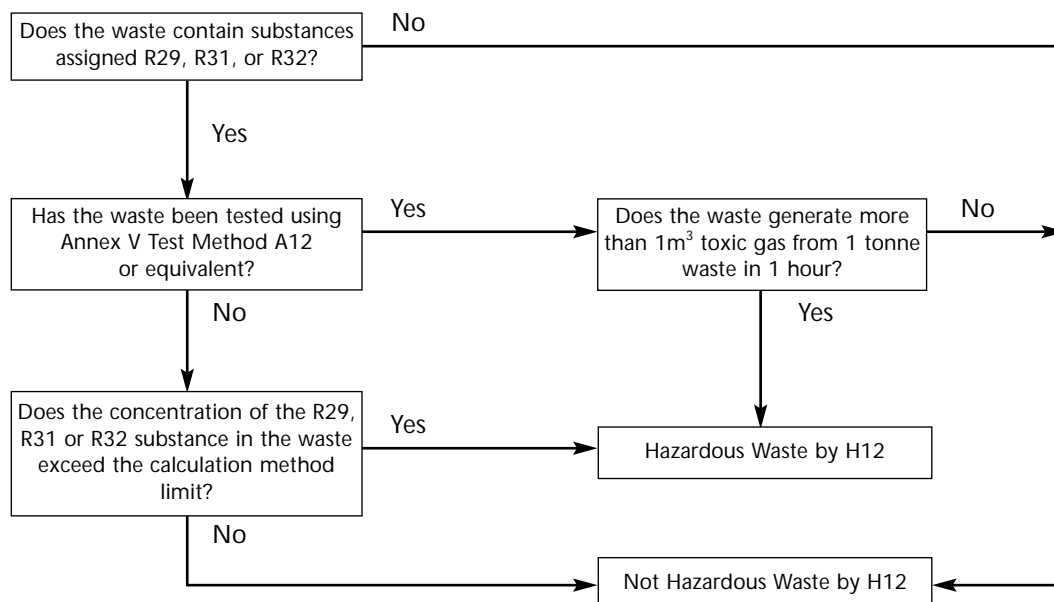 Does the waste contain substances
assigned R29, R31, or R32?
No
Yes
Has the waste been tested using
Annex V Test Method A12
or equivalent?
Yes
Does the waste generate more
than 1m³ toxic gas from 1 tonne
waste in 1 hour?
No
No
Yes
Does the concentration of the R29,
R31 or R32 substance in the waste
exceed the calculation method
limit?
Yes
Hazardous Waste by H12
No
Not Hazardous Waste by H12